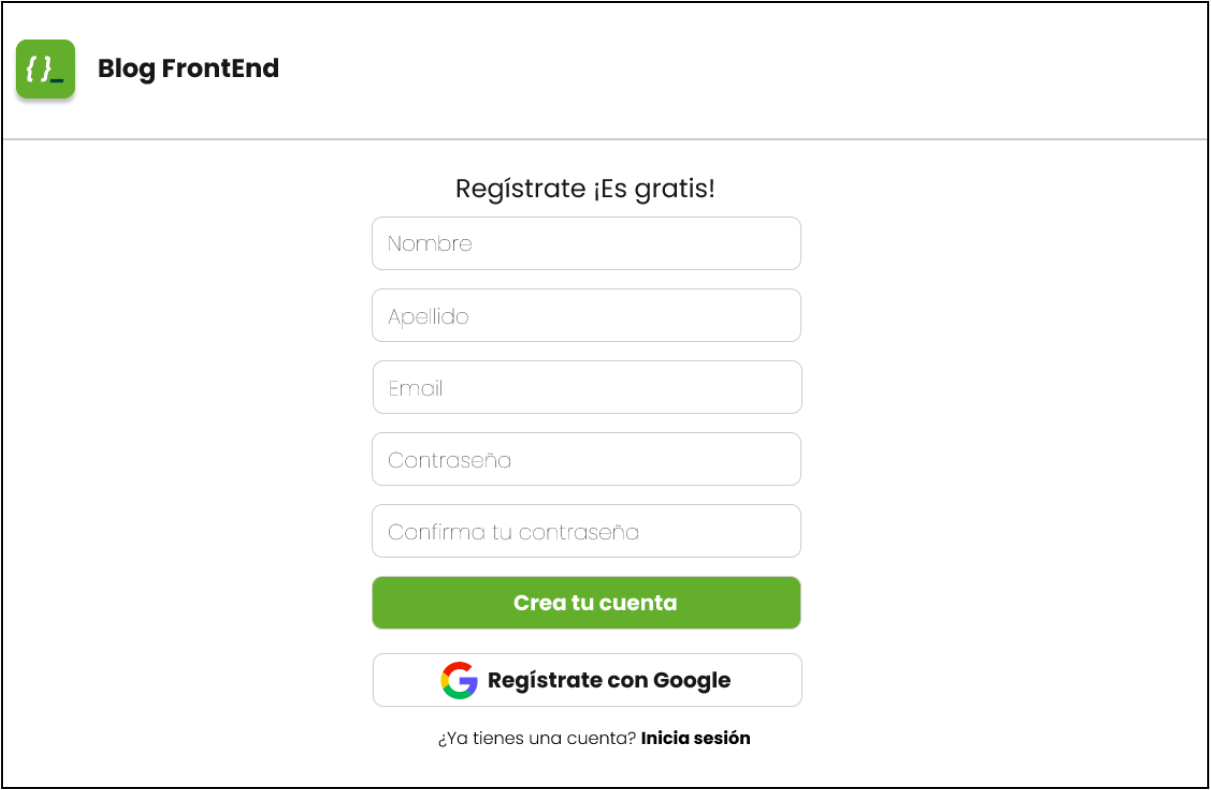 {}_ Blog FrontEnd
Regístrate ¡Es gratis!
Nombre
Apellido
Email
Contraseña
Confirma tu contraseña
Crea tu cuenta
Regístrate con Google
¿Ya tienes una cuenta? Inicia sesión